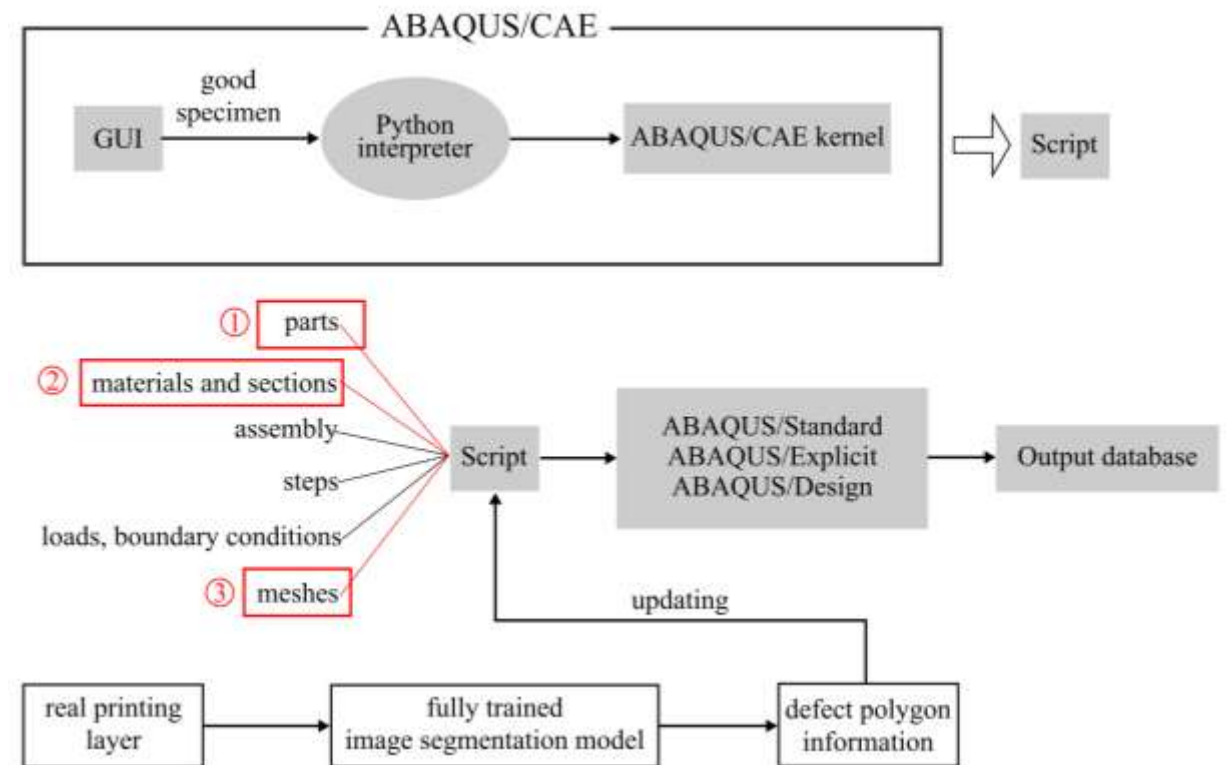 ABAQUS/CAE
good
specimen
GUI
Python
interpreter
ABAQUS/CAE kernel
Script
① parts
② materials and sections
assembly
steps
loads, boundary conditions
③ meshes
Script
ABAQUS/Standard
ABAQUS/Explicit
ABAQUS/Design
Output database
updating
real printing
layer
fully trained
image segmentation model
defect polygon
information